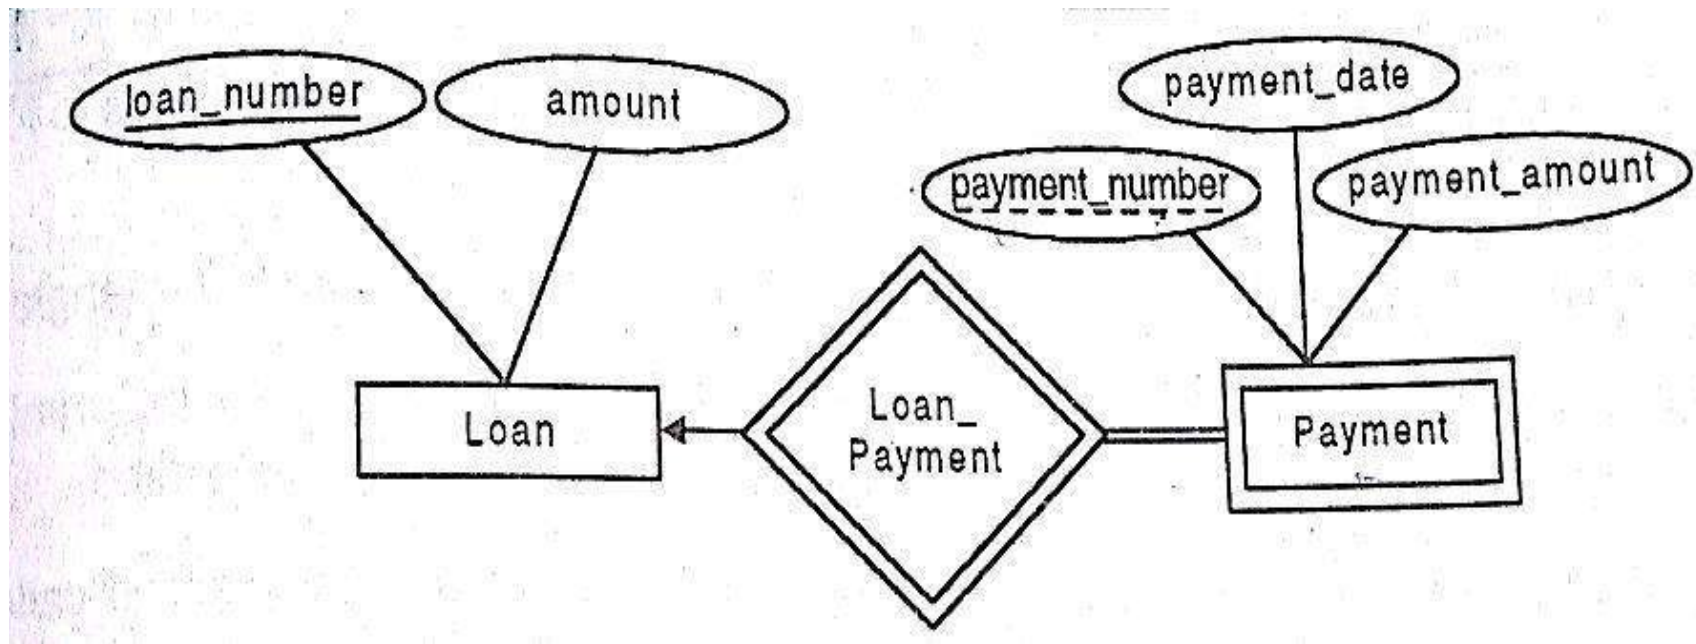 loan_number
amount
payment_date
payment_number
payment_amount
Loan
Loan_
Payment
Payment